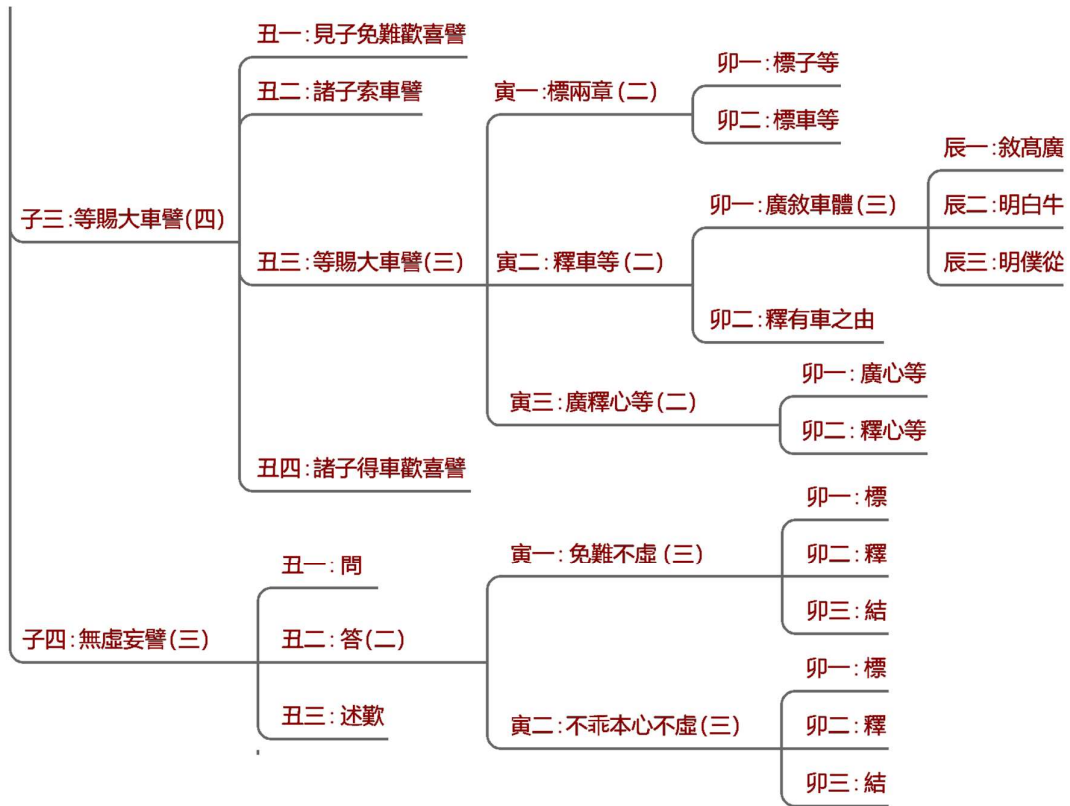 子三:等賜大車譬(四)
丑一:見子免難歡喜譬
丑二:諸子索車譬
丑三:等賜大車譬(三)
寅一:標兩章(二)
卯一:標子等
卯二:標車等
寅二:釋車等(二)
卯一:廣敘車體(三)
辰一:敘高廣
辰二:明白牛
辰三:明僕從
卯二:釋有車之由
寅三:廣釋心等(二)
卯一:廣心等
卯二:釋心等
丑四:諸子得車歡喜譬
子四:無虛妄譬(三)
丑一:問
丑二:答(二)
寅一:免難不虛(三)
卯一:標
卯二:釋
卯三:結
寅二:不乖本心不虛(三)
卯一:標
卯二:釋
卯三:結
丑三:述歎